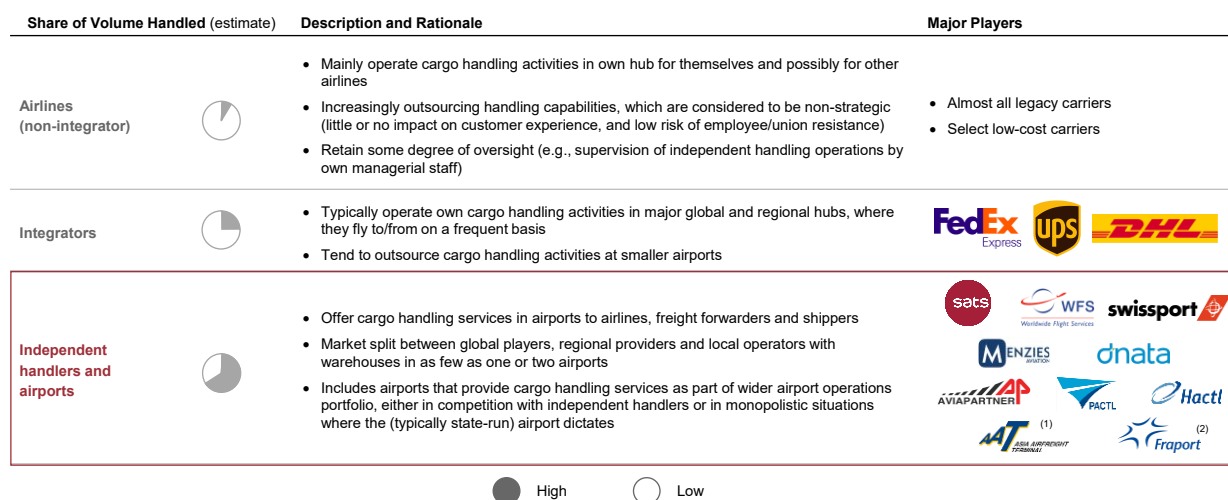 Share of Volume Handled (estimate)
Description and Rationale
Major Players
Airlines
(non-integrator)
• Mainly operate cargo handling activities in own hub for themselves and possibly for other
airlines
• Increasingly outsourcing handling capabilities, which are considered to be non-strategic
(little or no impact on customer experience, and low risk of employee/union resistance)
• Retain some degree of oversight (e.g., supervision of independent handling operations by
own managerial staff)
• Almost all legacy carriers
• Select low-cost carriers
Integrators
• Typically operate own cargo handling activities in major global and regional hubs, where
they fly to/from on a frequent basis
• Tend to outsource cargo handling activities at smaller airports
FedEx
Express
ups
DHL
Independent
handlers and
airports
• Offer cargo handling services in airports to airlines, freight forwarders and shippers
• Market split between global players, regional providers and local operators with
warehouses in as few as one or two airports
• Includes airports that provide cargo handling services as part of wider airport operations
portfolio, either in competition with independent handlers or in monopolistic situations
where the (typically state-run) airport dictates
sats
WFS
Worldwide Flight Services
swissport
MENZIES
AVIATION
dnata
AVIAPARTNER
AP
PACTL
Hactl
AAT
ASIA AIRFREIGHT
TERMINAL
(1)
Fraport
(2)
High
Low